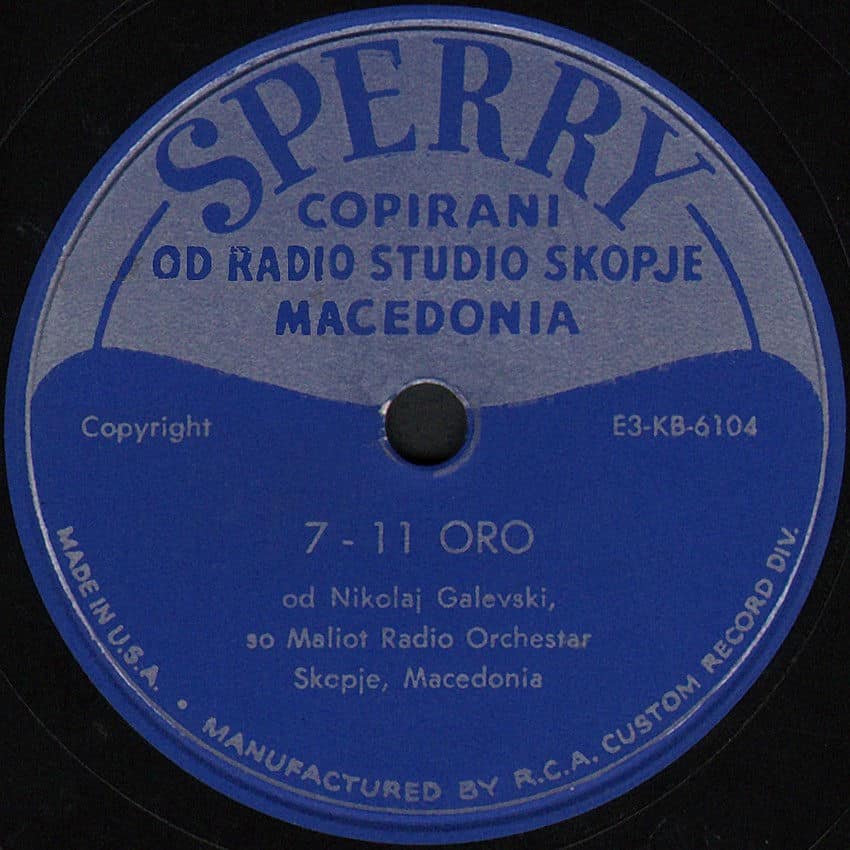 SPERRY
COPIRANI
OD RADIO STUDIO SKOPJE
MACEDONIA
Copyright
E3-KB-6104
7 - 11 ORO
od Nikolaj Galevski,
so Maliot Radio Orchestar
Skopje, Macedonia
MADE IN U.S.A. • MANUFACTURED BY R.C.A. CUSTOM RECORD DIV.